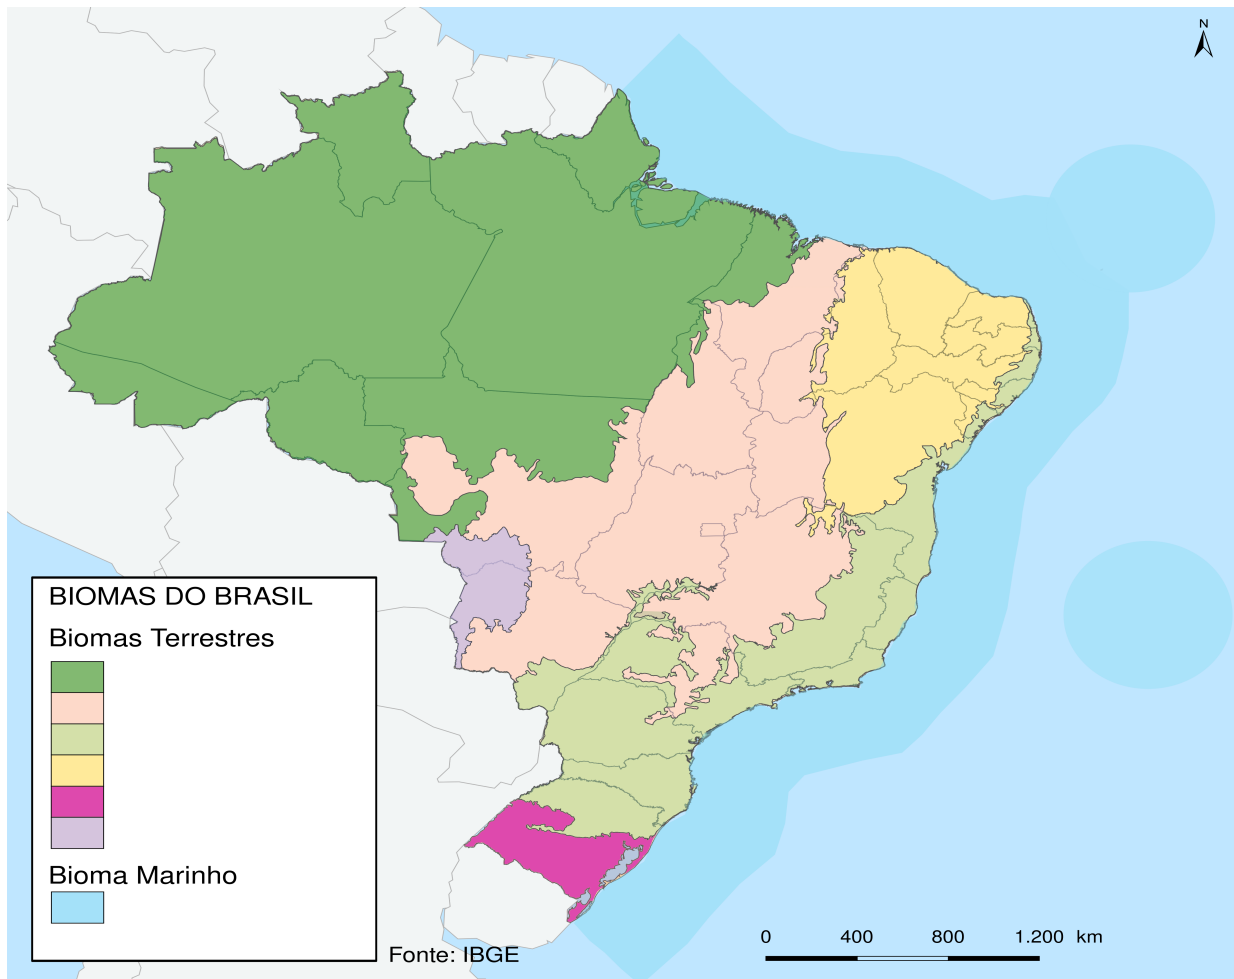 N
BIOMAS DO BRASIL
Biomas Terrestres
Bioma Marinho
Fonte: IBGE
0 400 800 1.200 km